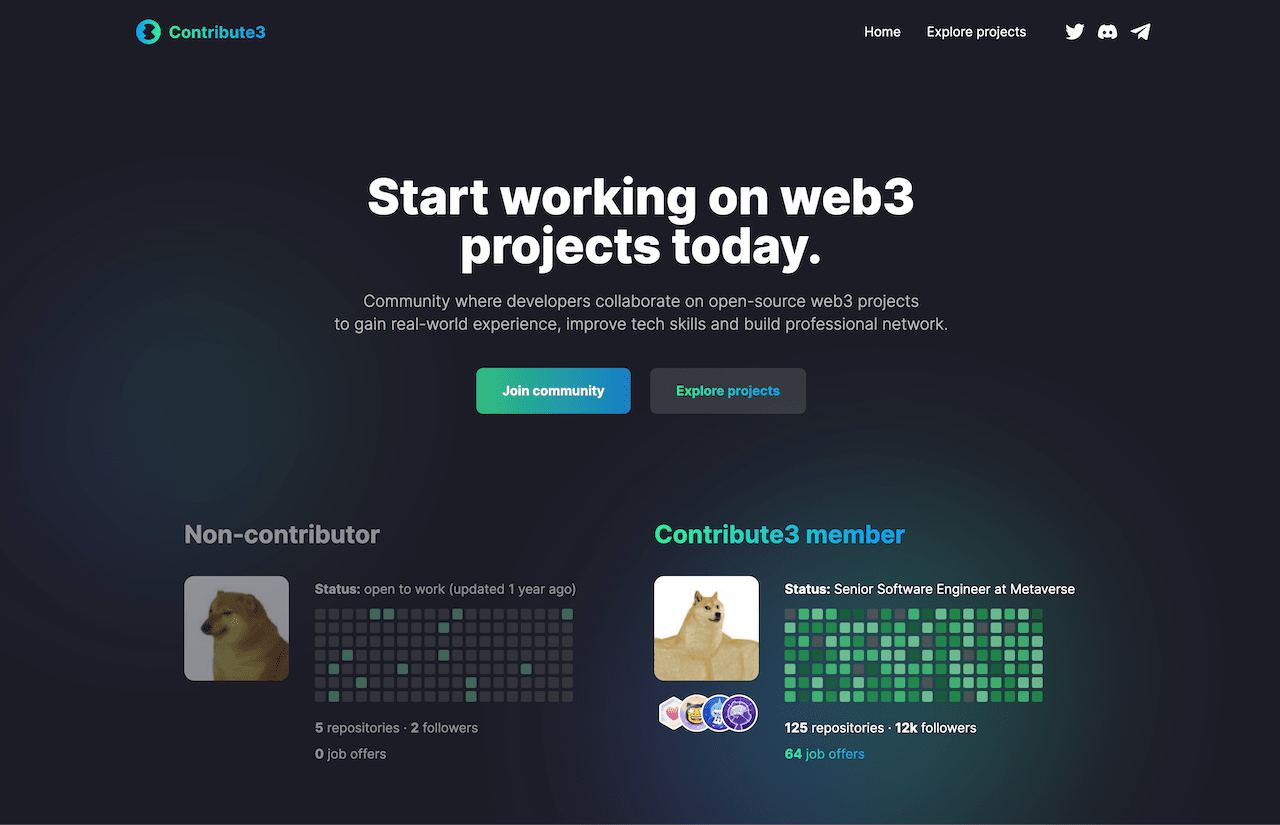 Contribute3
Home
Explore projects
Start working on web3
projects today.
Community where developers collaborate on open-source web3 projects
to gain real-world experience, improve tech skills and build professional network.
Join community
Explore projects
Non-contributor
Status: open to work (updated 1 year ago)
5 repositories · 2 followers
0 job offers
Contribute3 member
Status: Senior Software Engineer at Metaverse
125 repositories · 12k followers
64 job offers